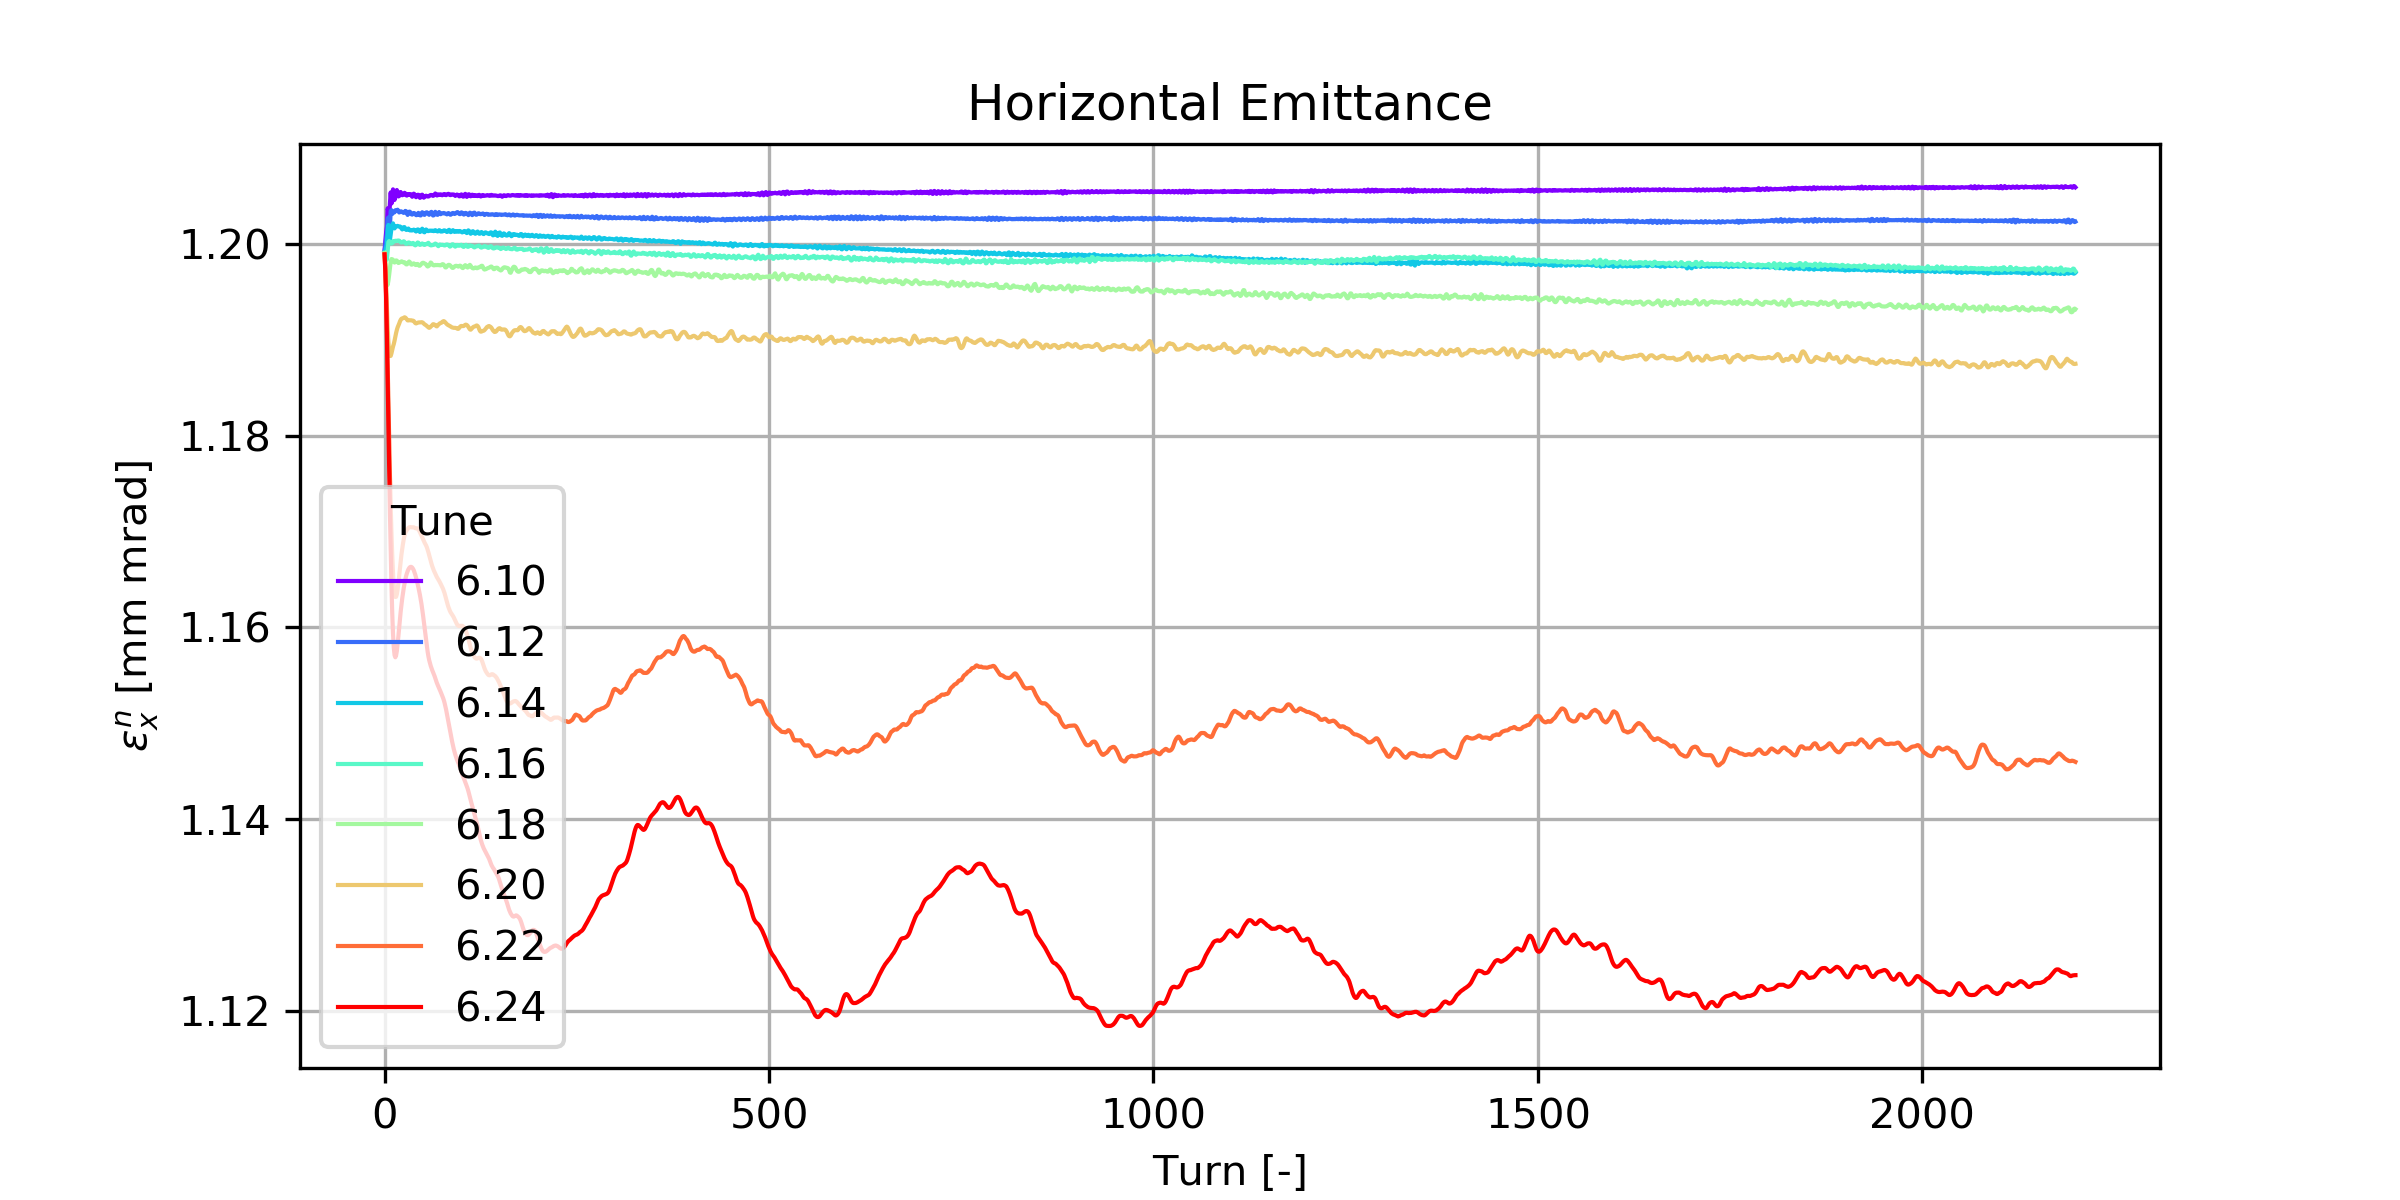 Horizontal Emittance
ε_x^n [mm mrad]
1.20
1.18
1.16
1.14
1.12
Tune
6.10
6.12
6.14
6.16
6.18
6.20
6.22
6.24
0 500 1000 1500 2000
Turn [-]